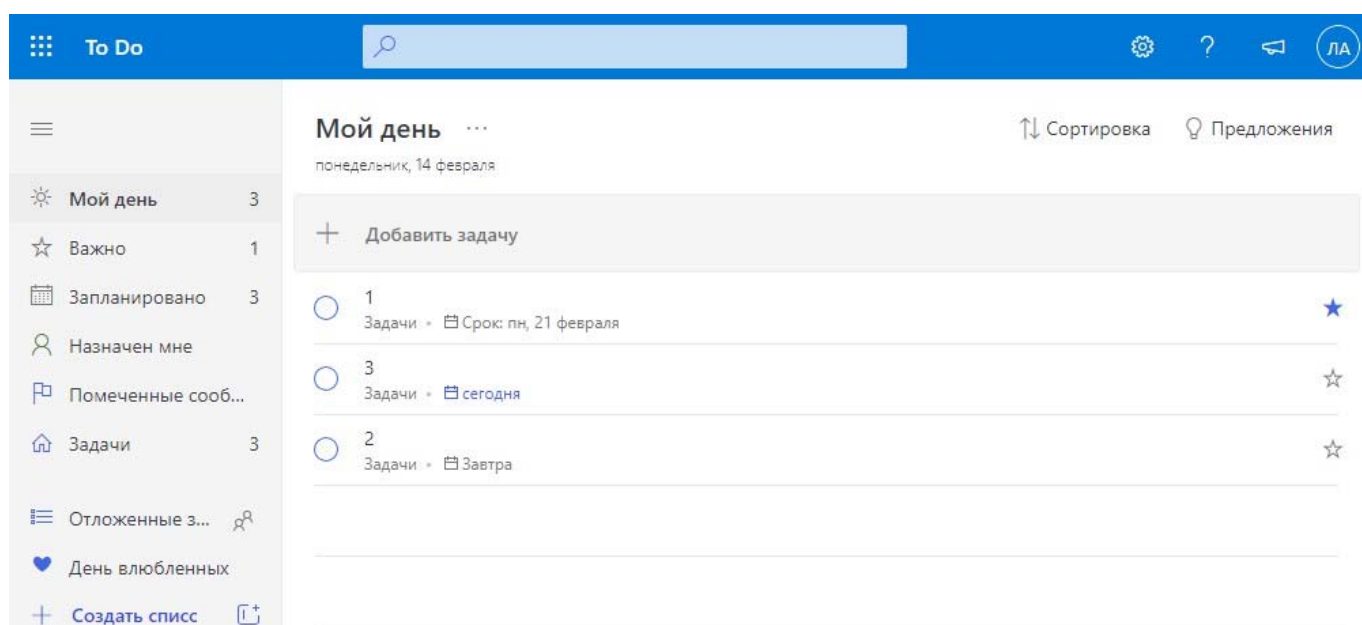 To Do
ЛА
Мой день ...
Сортировка
Предложения
понедельник, 14 февраля
Мой день 3
Важно 1
Запланировано 3
Назначен мне
Помеченные сооб...
Задачи 3
Отложенные з...
День влюбленных
Создать списс
Добавить задачу
1
Задачи • Срок: пн, 21 февраля
3
Задачи • сегодня
2
Задачи • Завтра